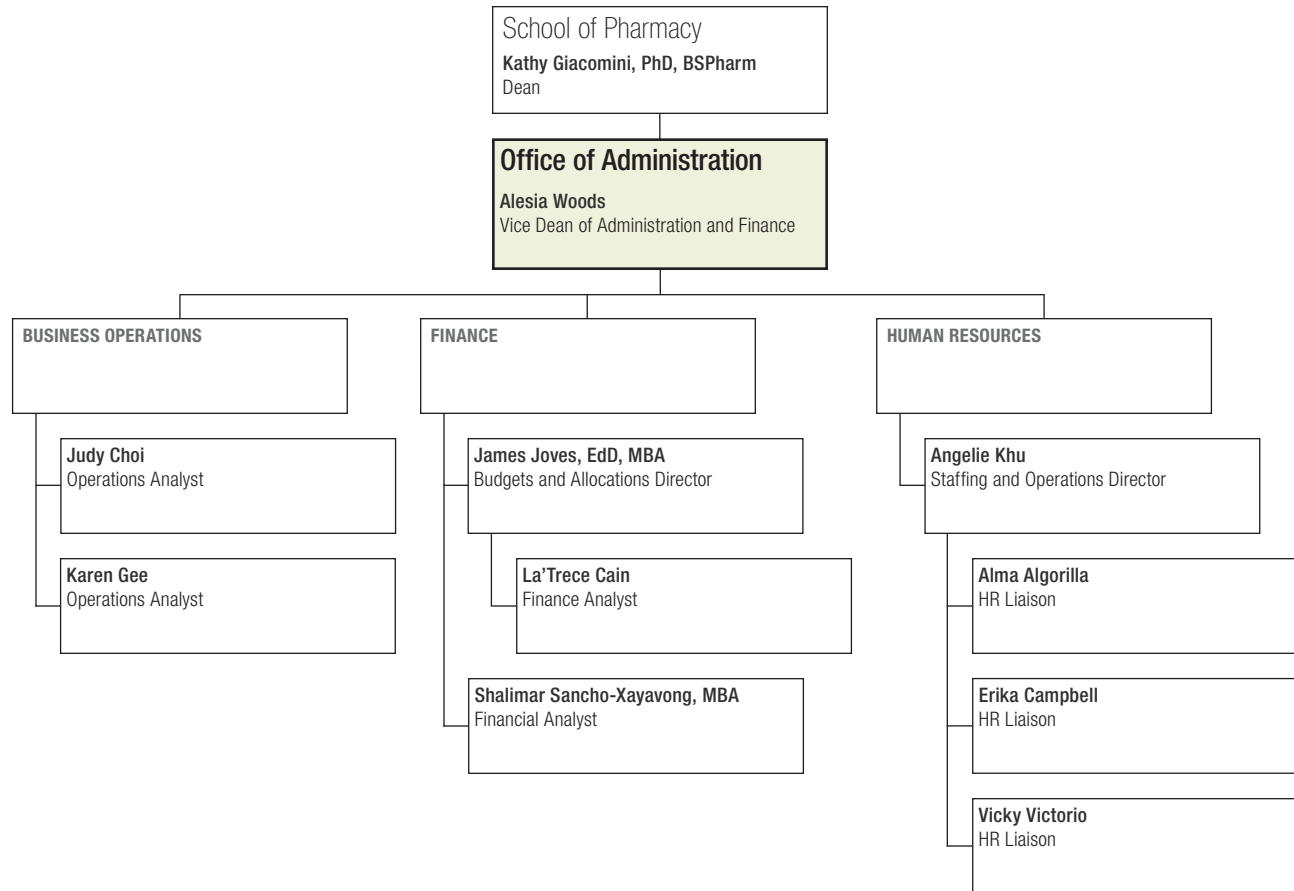 School of Pharmacy
Kathy Giacomini, PhD, BSPharm
Dean
Office of Administration
Alesia Woods
Vice Dean of Administration and Finance
BUSINESS OPERATIONS
Judy Choi
Operations Analyst
Karen Gee
Operations Analyst
FINANCE
James Joves, EdD, MBA
Budgets and Allocations Director
La’Trece Cain
Finance Analyst
Shalimar Sancho-Xayavong, MBA
Financial Analyst
HUMAN RESOURCES
Angelie Khu
Staffing and Operations Director
Alma Algorilla
HR Liaison
Erika Campbell
HR Liaison
Vicky Victorio
HR Liaison